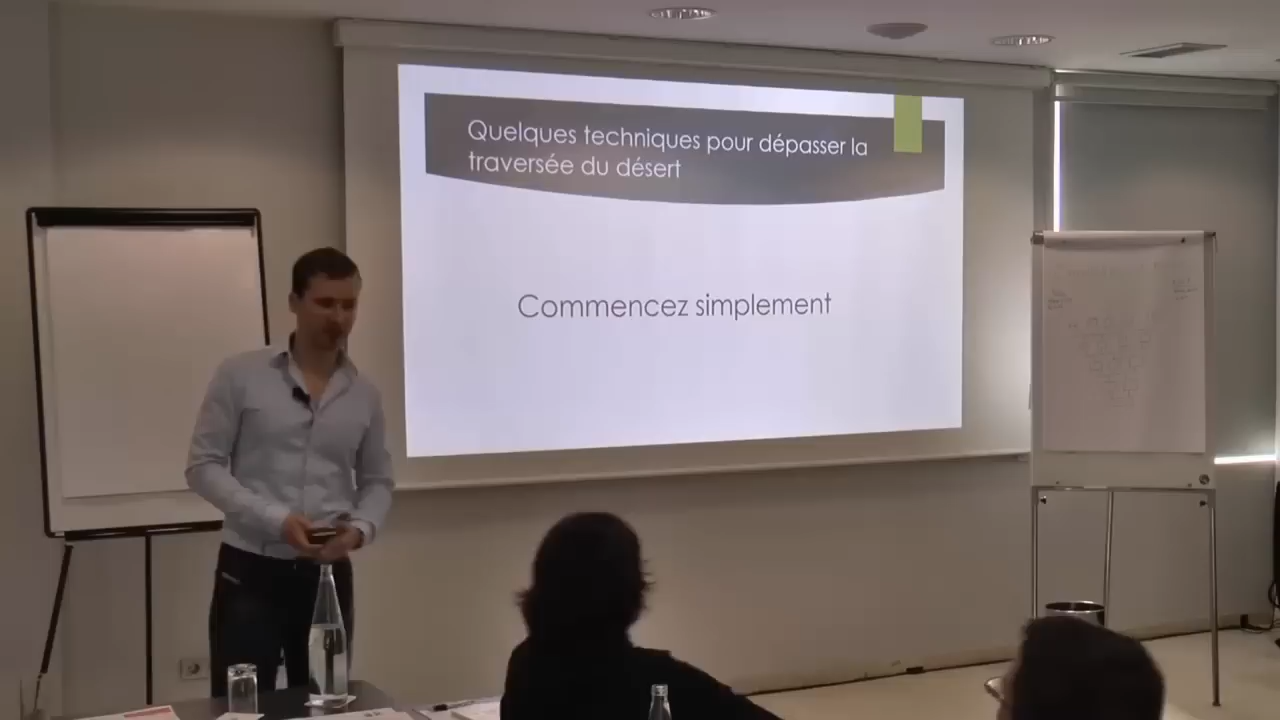 Quelques techniques pour dépasser la
traversée du désert
Commencez simplement